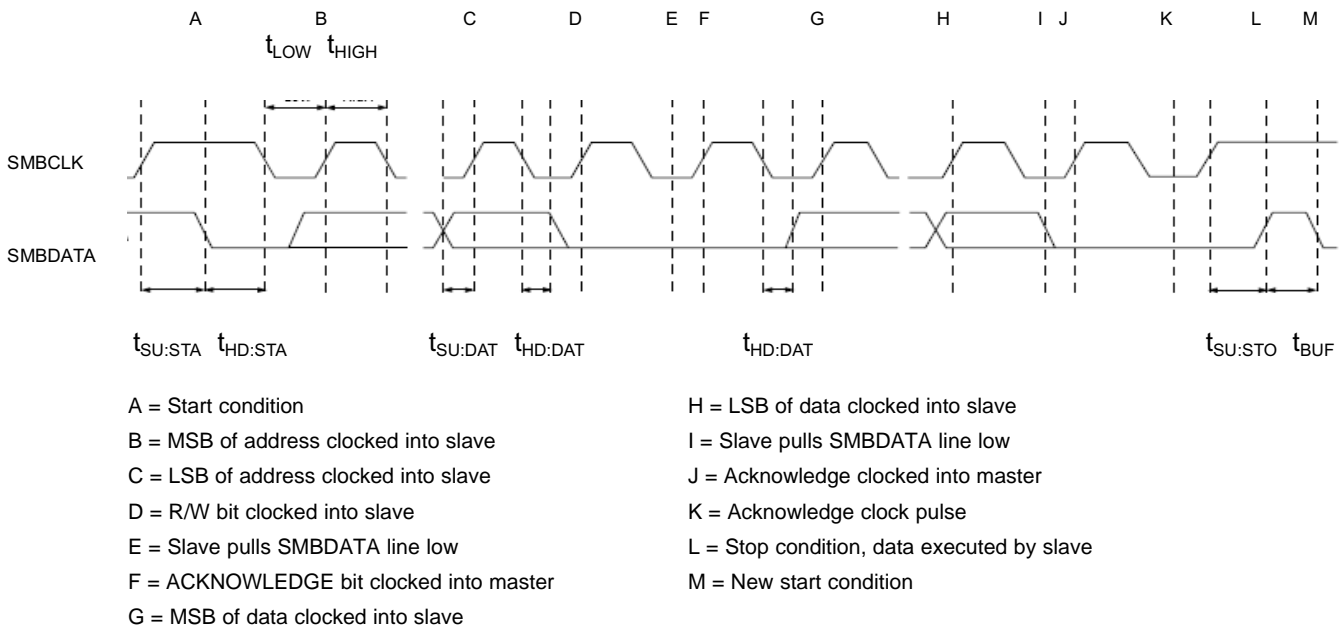 A B C D E F G H I J K L M
tLOW tHIGH
SMBCLK
SMBDATA
tSU:STA tHD:STA tSU:DAT tHD:DAT tHD:DAT tSU:STO tBUF
A = Start condition
B = MSB of address clocked into slave
C = LSB of address clocked into slave
D = R/W bit clocked into slave
E = Slave pulls SMBDATA line low
F = ACKNOWLEDGE bit clocked into master
G = MSB of data clocked into slave
H = LSB of data clocked into slave
I = Slave pulls SMBDATA line low
J = Acknowledge clocked into master
K = Acknowledge clock pulse
L = Stop condition, data executed by slave
M = New start condition